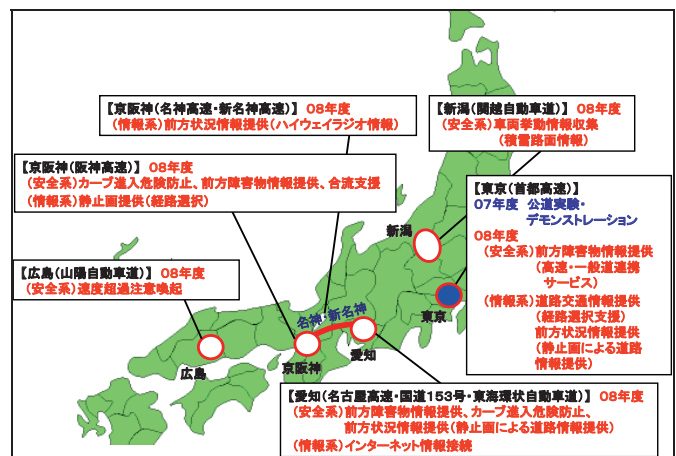 【京阪神(名神高速・新名神高速)】 08年度
(情報系)前方状況情報提供(ハイウェイラジオ情報)
【新潟(関越自動車道)】 08年度
(安全系)車両挙動情報収集
(積雪路面情報)
【京阪神(阪神高速)】 08年度
(安全系)カーブ進入危険防止、前方障害物情報提供、合流支援
(情報系)静止画提供(経路選択)
【東京(首都高速)】
07年度 公道実験・
デモンストレーション
08年度
(安全系)前方障害物情報提供
(高速・一般道連携
サービス)
(情報系)道路交通情報提供
(経路選択支援)
前方状況情報提供
(静止画による道路
情報提供)
【広島(山陽自動車道)】 08年度
(安全系)速度超過注意喚起
新潟
東京
名神・新名神
愛知
京阪神
広島
【愛知(名古屋高速・国道153号・東海環状自動車道)】 08年度
(安全系)前方障害物情報提供、カーブ進入危険防止、
前方状況情報提供(静止画による道路情報提供)
(情報系)インターネット情報接続